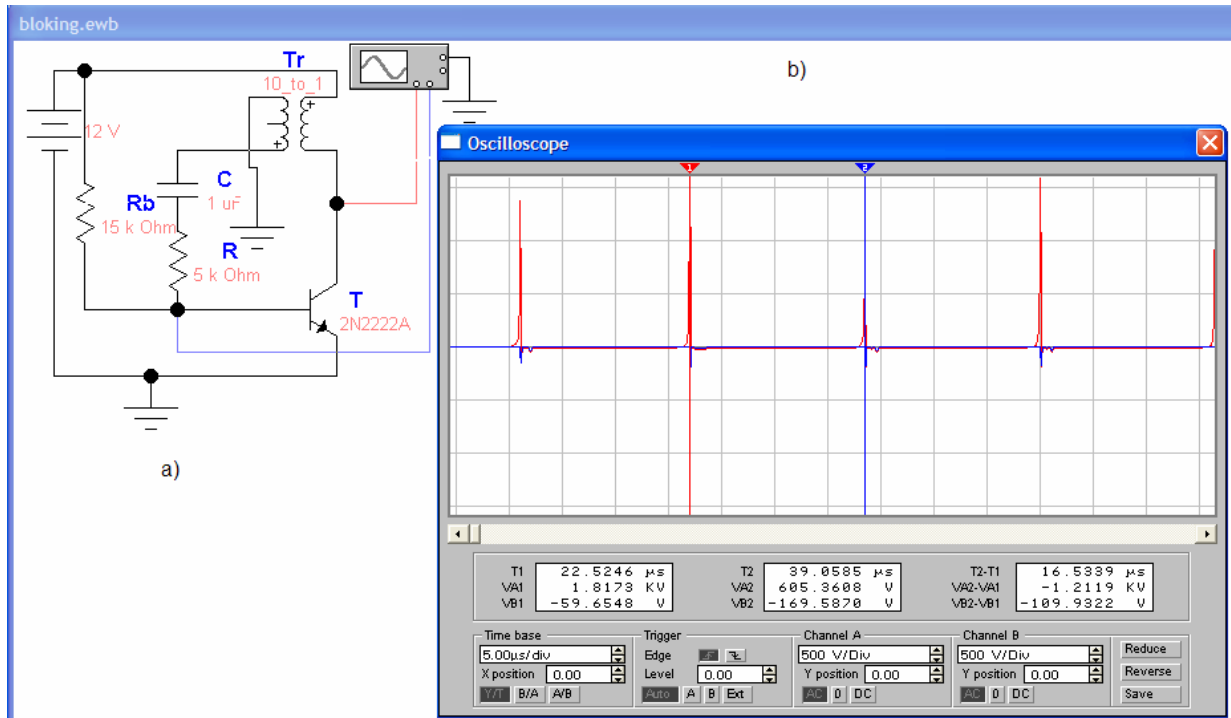 bloking.ewb
Tr
10_to_1
b)
12 V
Oscilloscope
1
2
C
Rb
1 uF
15 k Ohm
R
5 k Ohm
T
2N2222A
a)
T1 22.5246 µs
VA1 1.8173 KV
VB1 -59.6548 V
T2 39.0585 µs
VA2 605.3608 V
VB2 -169.5870 V
T2-T1 16.5339 µs
VA2-VA1 -1.2119 KV
VB2-VB1 -109.9322 V
Time base
5.00µs/div
X position 0.00
Y/T B/A A/B
Trigger
Edge
Level 0.00
Auto A B Ext
Channel A
500 V/Div
Y position 0.00
AC 0 DC
Channel B
500 V/Div
Y position 0.00
AC 0 DC
Reduce
Reverse
Save